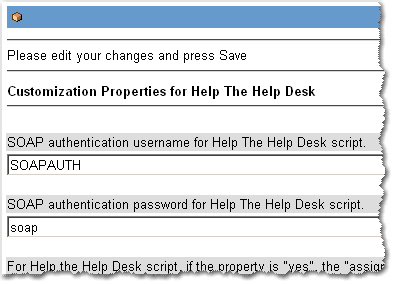 Please edit your changes and press Save
Customization Properties for Help The Help Desk
SOAP authentication username for Help The Help Desk script.
SOAPAUTH
SOAP authentication password for Help The Help Desk script.
soap
For Help the Help Desk script, if the property is "yes", the "assign